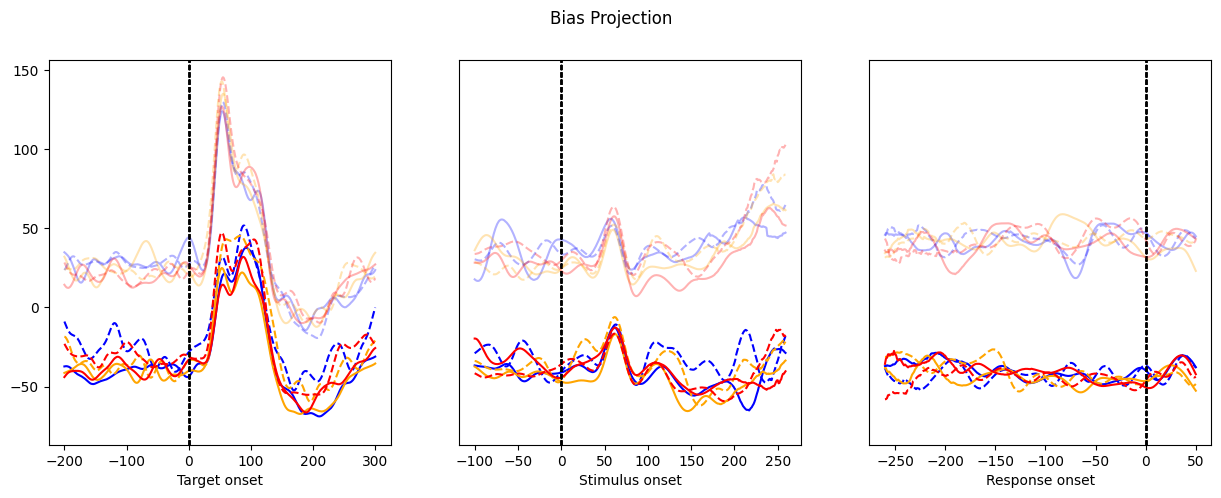 Bias Projection
150
100
50
0
−50
−200 −100 0 100 200 300
Target onset
−100 −50 0 50 100 150 200 250
Stimulus onset
−250 −200 −150 −100 −50 0 50
Response onset